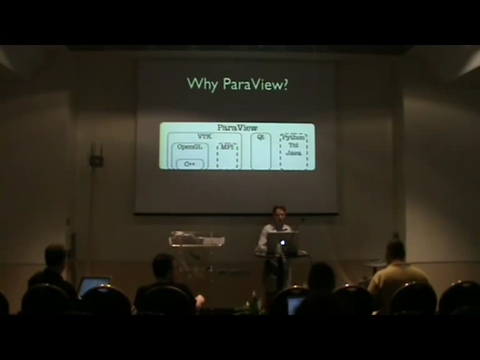 Why ParaView?
ParaView
VTK
Qt
Python
OpenGL
MPI
Tcl
Java
C++